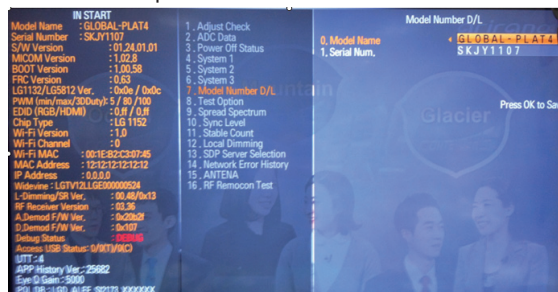 IN START
Model Name : GLOBAL-PLAT4
Serial Number : SKJY1107
S/W Version : 01,24,01,01
MICOM Version : 1,02,8
BOOT Version : 1,00,58
FRC Version : 0,63
LG1132/LG5812 Ver. : 0x0e / 0x0c
PWM (min/max/3DDuty): 5 / 80 / 100
EDID (RGB/HDMI) : 0,ff / 0,ff
Chip Type : LG 1152
Wi-Fi Version : 1,0
Wi-Fi Channel : 0
Wi-Fi MAC : 00:1E:B2:C3:07:45
MAC Address : 12:12:12:12:12:12
IP Address : 0,0,0,0
Widevine : LGTV12LLGE000000524
L-Dimming/SR Ver. : 00,48/0x13
RF Receiver Version : 03,36
A,Demod F/W Ver. : 0x20b2f
D,Demod F/W Ver. : 0x107
Debug Status : DEBUG
Access USB Status: 0/0(T)/0(C)
UTT : 4
APP History Ver. : 25682
Eye D Gain : 5000
1 , Adjust Check
2 , ADC Data
3 , Power Off Status
4 , System 1
5 , System 2
6 , System 3
7 , Model Number D/L
8 , Test Option
9 , Spread Spectrum
10 , Sync Level
11 , Stable Count
12 , Local Dimming
13 , SDP Server Selection
14 , Network Error History
15 , ANTENA
16 , RF Remocon Test
Model Number D/L
0, Model Name GLOBAL-PLAT4
1, Serial Num, SKJY1107
Press OK to Sav
Glacier